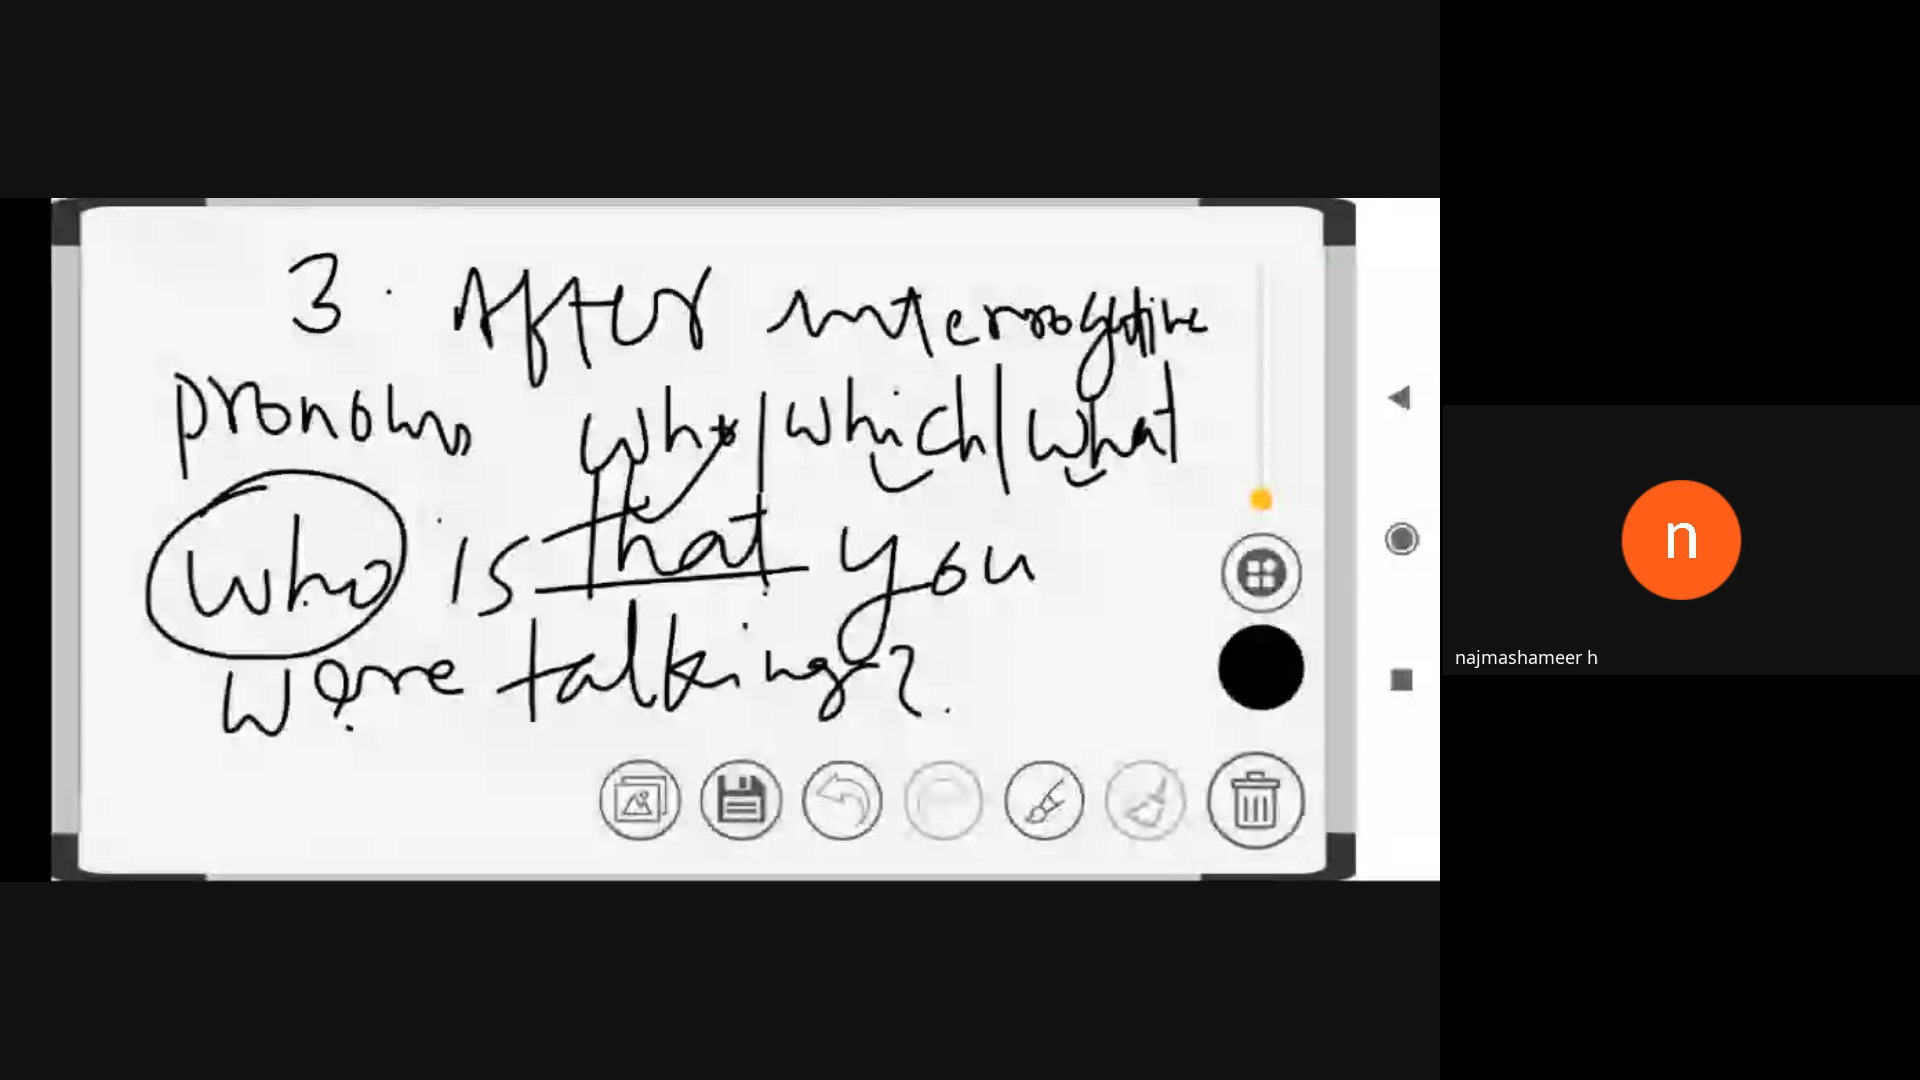 3. After interrogative
pronouns who/which/what
who is that you
were talking?
n
najmashameer h